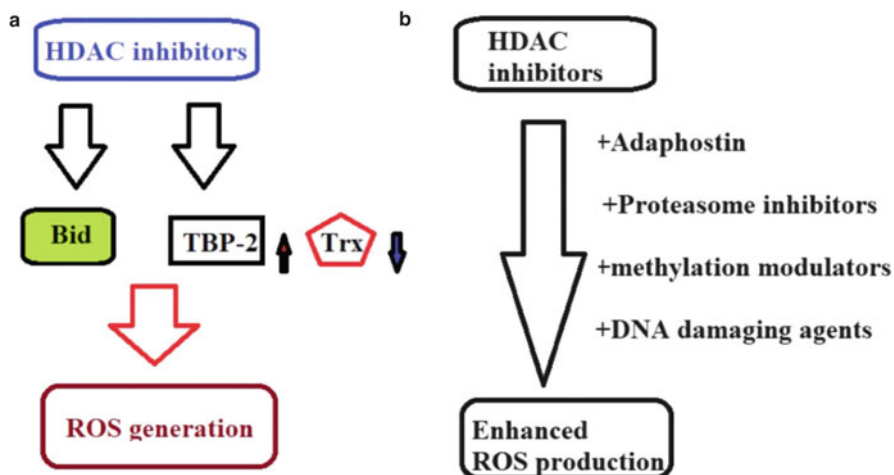 a
HDAC inhibitors
Bid
TBP-2
Trx
ROS generation
b
HDAC
inhibitors
+Adaphostin
+Proteasome inhibitors
+methylation modulators
+DNA damaging agents
Enhanced
ROS production